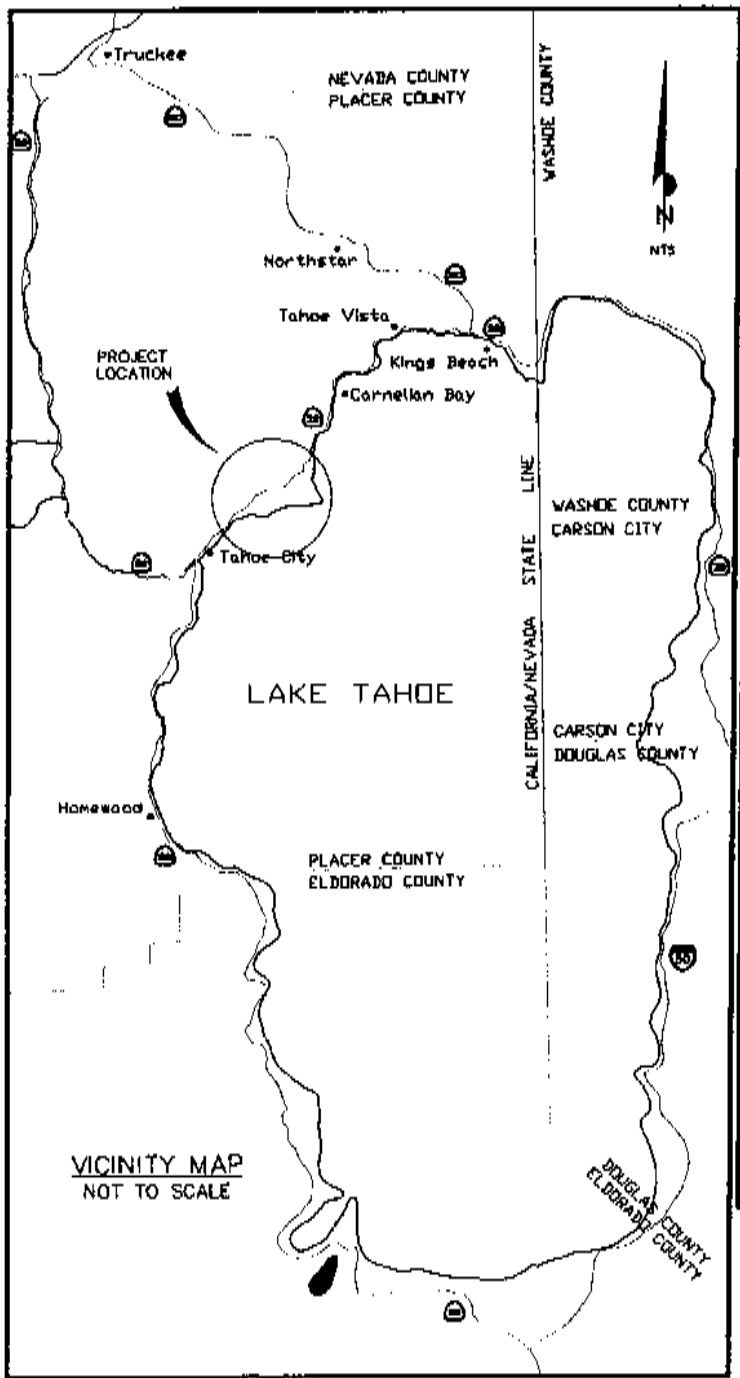 Truckee
NEVADA COUNTY
PLACER COUNTY
WASHOE COUNTY
N
NTS
Northstar
Tahoe Vista
Kings Beach
PROJECT
LOCATION
Carnelian Bay
28
Tahoe City
WASHOE COUNTY
CARSON CITY
CALIFORNIA/NEVADA STATE LINE
LAKE TAHOE
CARSON CITY
DOUGLAS COUNTY
Homewood
PLACER COUNTY
ELDORADO COUNTY
50
VICINITY MAP
NOT TO SCALE
DOUGLAS COUNTY
ELDORADO COUNTY